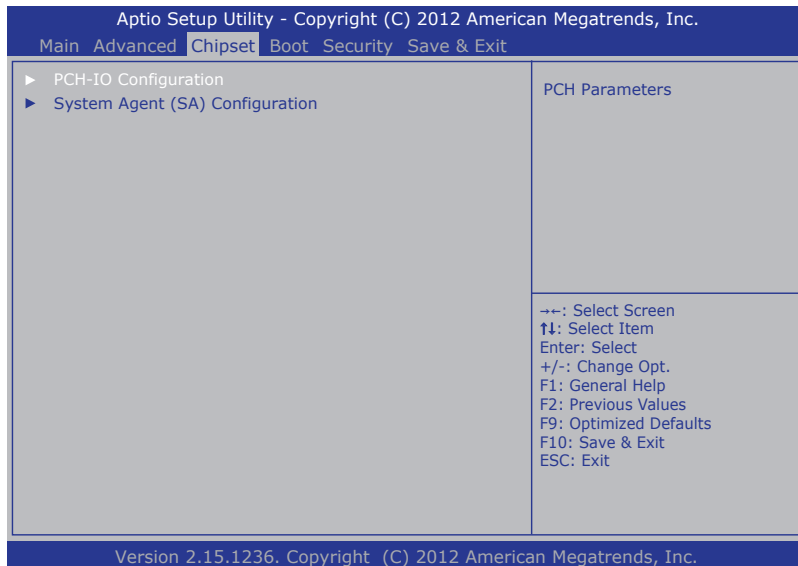 Aptio Setup Utility - Copyright (C) 2012 American Megatrends, Inc.
Main Advanced Chipset Boot Security Save & Exit
► PCH-IO Configuration
► System Agent (SA) Configuration
PCH Parameters
→←: Select Screen
↑↓: Select Item
Enter: Select
+/-: Change Opt.
F1: General Help
F2: Previous Values
F9: Optimized Defaults
F10: Save & Exit
ESC: Exit
Version 2.15.1236. Copyright (C) 2012 American Megatrends, Inc.